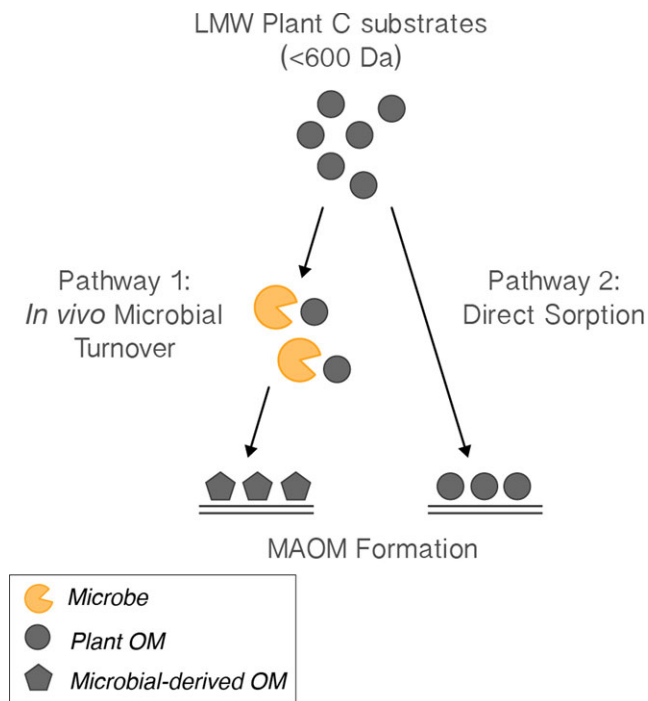 LMW Plant C substrates
(<600 Da)
Pathway 1:
In vivo Microbial
Turnover
Pathway 2:
Direct Sorption
MAOM Formation
Microbe
Plant OM
Microbial-derived OM